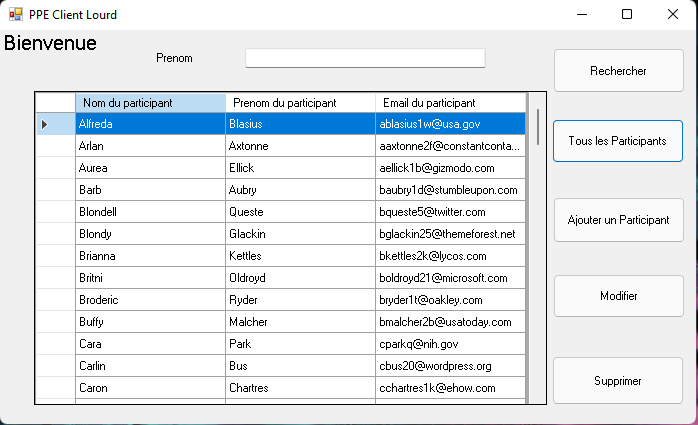 PPE Client Lourd
Bienvenue
Prenom
Rechercher
Tous les Participants
Ajouter un Participant
Modifier
Supprimer
Nom du participant Prenom du participant Email du participant
Alfreda Blasius ablasius1w@usa.gov
Arlan Axtonne aaxtonne2f@constantconta...
Aurea Ellick aellick1b@gizmodo.com
Barb Aubry baubry1d@stumbleupon.com
Blondell Queste bqueste5@twitter.com
Blondy Glackin bglackin25@themeforest.net
Brianna Kettles bkettles2k@lycos.com
Britni Oldroyd boldroyd21@microsoft.com
Broderic Ryder bryder1t@oakley.com
Buffy Malcher bmalcher2b@usatoday.com
Cara Park cparkq@nih.gov
Carlin Bus cbus20@wordpress.org
Caron Chartres cchartres1k@ehow.com